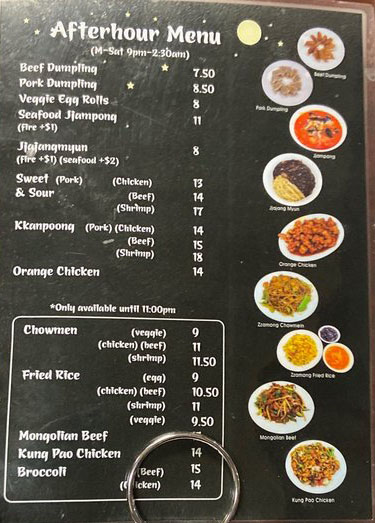 Afterhour Menu
(M-Sat 9pm-2:30am)
Beef Dumpling 7.50
Pork Dumpling 8.50
Veggie Egg Rolls 8
Seafood Jjampong 11
(fire +$1)
Jjajangmyun 8
(fire +$1) (seafood +$2)
Sweet (Pork) (Chicken) 13
& Sour (Beef) 14
(Shrimp) 17
Kkanpoong (Pork) (Chicken) 14
(Beef) 15
(Shrimp) 18
Orange Chicken 14
*Only available until 11:00pm
Chowmen (veggie) 9
(chicken) (beef) 11
(shrimp) 11.50
Fried Rice (egg) 9
(chicken) (beef) 10.50
(shrimp) 11
(veggie) 9.50
Mongolian Beef
Kung Pao Chicken 14
Broccoli (Beef) 15
14
Beef Dumpling
Pork Dumpling
Jjampong
Jjajang Myun
Orange Chicken
Zzamong Chowmein
Zzamong Fried Rice
Mongolian Beef
Kung Pao Chicken